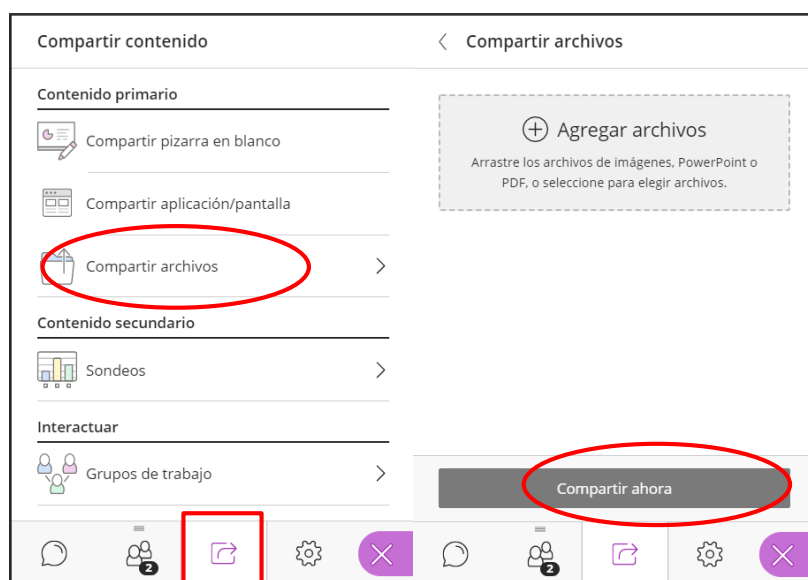 Compartir contenido
Contenido primario
Compartir pizarra en blanco
Compartir aplicación/pantalla
Compartir archivos
Contenido secundario
Sondeos
Interactuar
Grupos de trabajo
2
Compartir archivos
Agregar archivos
Arrastre los archivos de imágenes, PowerPoint o
PDF, o seleccione para elegir archivos.
Compartir ahora
2